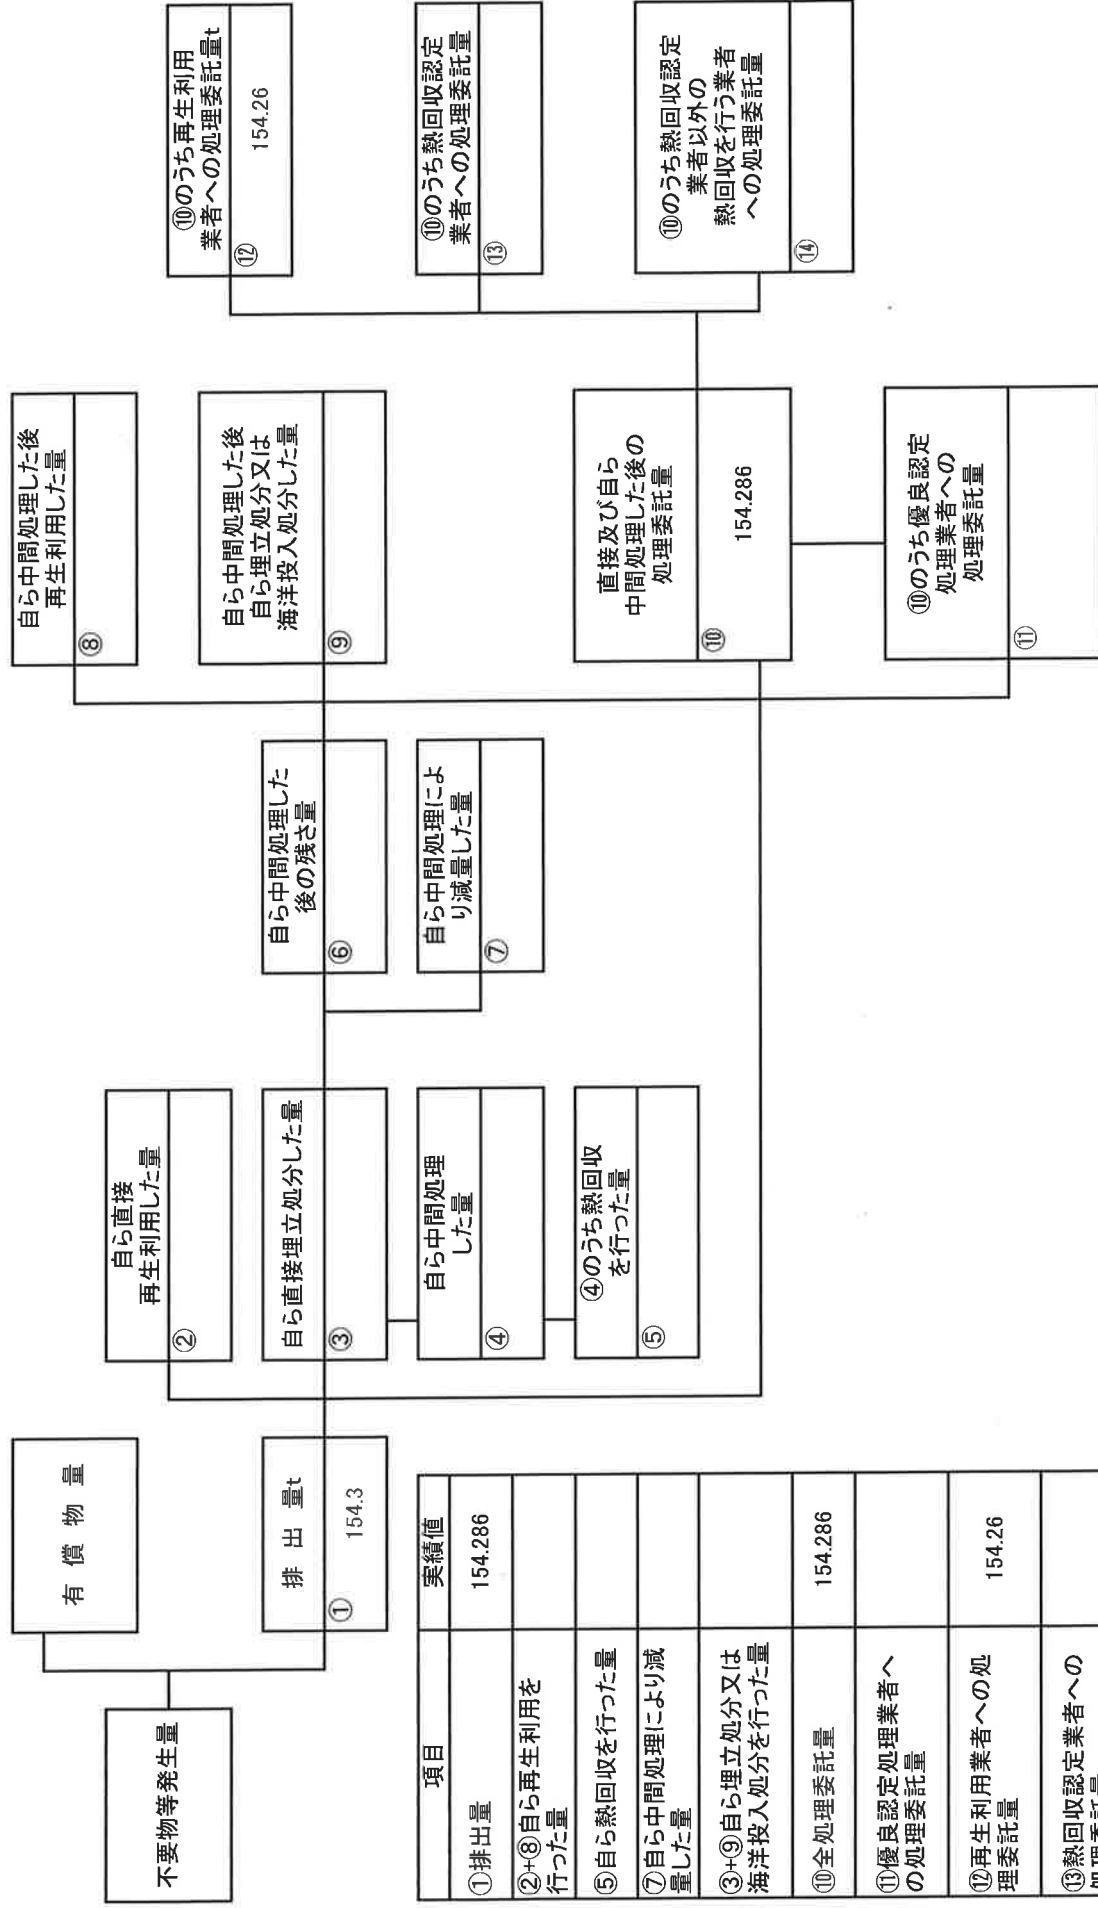 不要物等発生量
有 償 物 量
排 出 量t
①
154.3
自ら直接
再生利用した量
②
自ら直接埋立処分した量
③
自ら中間処理
した量
④
④のうち熱回収
を行った量
⑤
自ら中間処理した
後の残さ量
⑥
自ら中間処理によ
り減量した量
⑦
自ら中間処理した後
再生利用した量
⑧
自ら中間処理した後
自ら埋立処分又は
海洋投入処分した量
⑨
直接及び自ら
中間処理した後の
処理委託量
⑩
154.286
⑩のうち優良認定
処理業者への
処理委託量
⑪
⑩のうち再生利用
業者への処理委託量t
⑫
154.26
⑩のうち熱回収認定
業者への処理委託量
⑬
⑩のうち熱回収認定
業者以外の
熱回収を行う業者
への処理委託量
⑭
項目 実績値
①排出量 154.286
②+⑧自ら再生利用を
行った量
⑤自ら熱回収を行った量
⑦自ら中間処理により減
量した量
③+⑨自ら埋立処分又は
海洋投入処分を行った量
⑩全処理委託量 154.286
⑪優良認定処理業者へ
の処理委託量
⑫再生利用業者への処
理委託量 154.26
⑬熱回収認定業者への